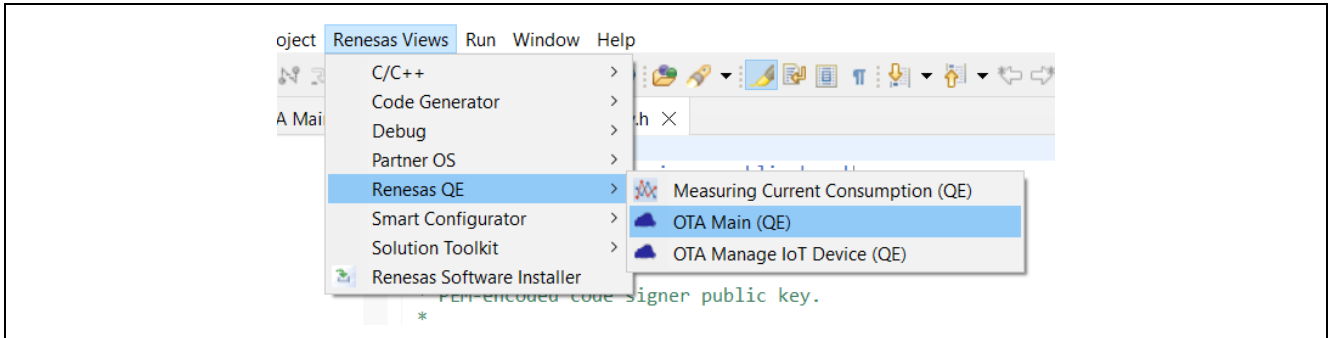 oject Renesas Views Run Window Help
C/C++
Code Generator
A Mai .h
Debug
Partner OS
Renesas QE
Measuring Current Consumption (QE)
Smart Configurator
OTA Main (QE)
Solution Toolkit
OTA Manage IoT Device (QE)
Renesas Software Installer
* PEM-encoded code signer public key.
*